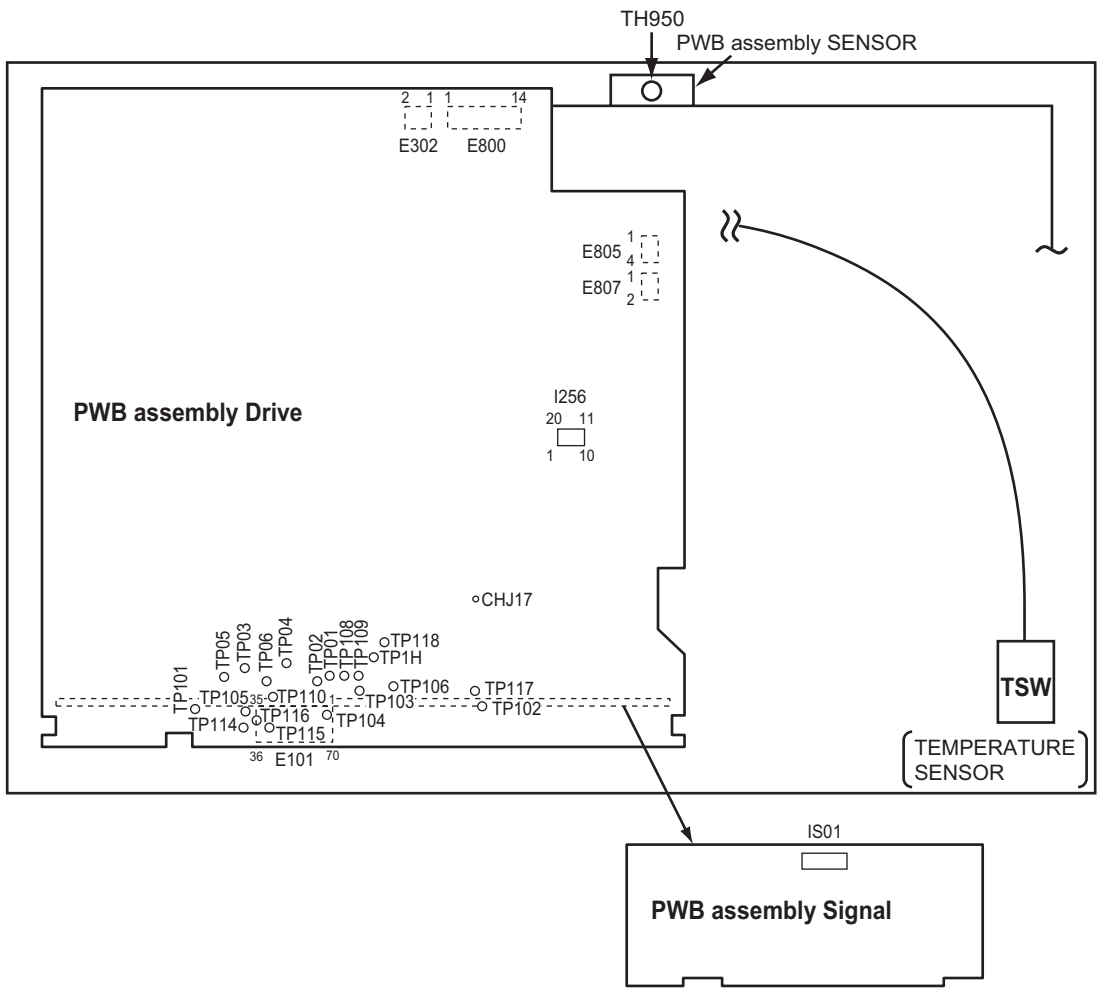 TH950
PWB assembly SENSOR
2 1 1 14
E302 E800
1
E805
4
1
E807
2
I256
PWB assembly Drive
20 11
1 10
CHJ17
TP05
TP03
TP06
TP04
TP02
TP01
TP108
TP109
TP118
TP1H
TP101
TP105
35
TP110
1
TP103
TP106
TP117
TP102
TP114
TP116
TP115
TP104
36 E101 70
TSW
TEMPERATURE
SENSOR
IS01
PWB assembly Signal